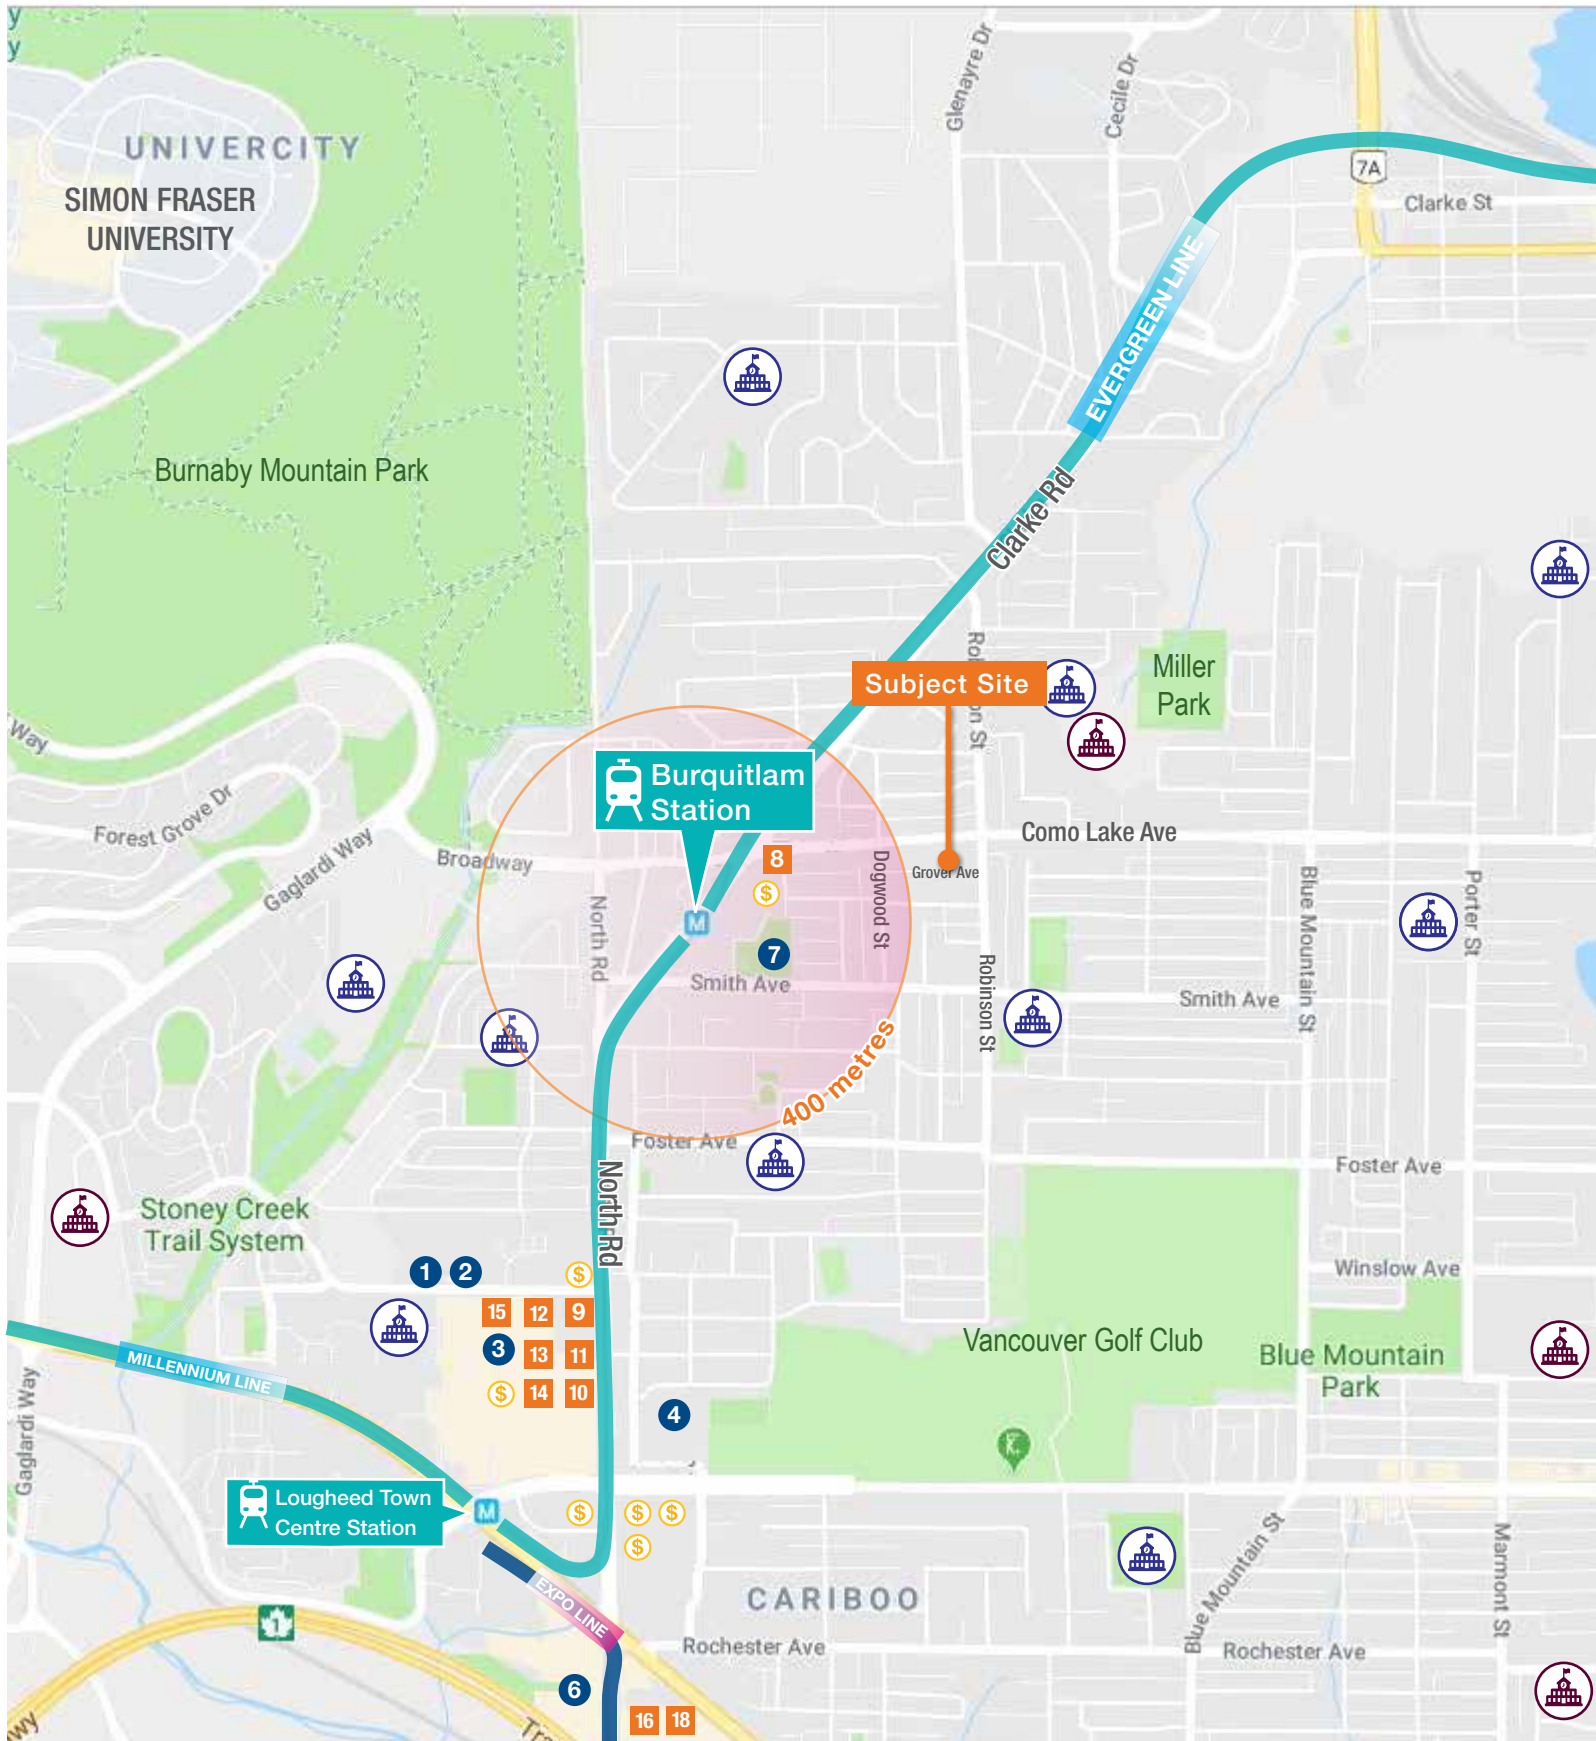 y
y
Glenayre Dr
Cecile Dr
UNIVERCITY
SIMON FRASER
UNIVERSITY
7A
Clarke St
EVERGREEN LINE
Burnaby Mountain Park
Clarke Rd
Miller
Park
Subject Site
Way
Burquitlam
Station
Forest Grove Dr
Gaglardi Way
Broadway
Como Lake Ave
8
$
Dogwood St
Grover Ave
Blue Mountain St
Porter St
North Rd
M
7
Smith Ave
Robinson St
Smith Ave
400 metres
Foster Ave
Foster Ave
North Rd
Stoney Creek
Trail System
1
2
$
Winslow Ave
15
12
9
3
13
11
$
14
10
MILLENNIUM LINE
Vancouver Golf Club
Blue Mountain
Park
Gaglardi Way
4
Lougheed Town
Centre Station
M
$
$
$
$
Blue Mountain St
Marmont St
EXPO LINE
CARIBOO
1
Rochester Ave
Rochester Ave
6
16
18